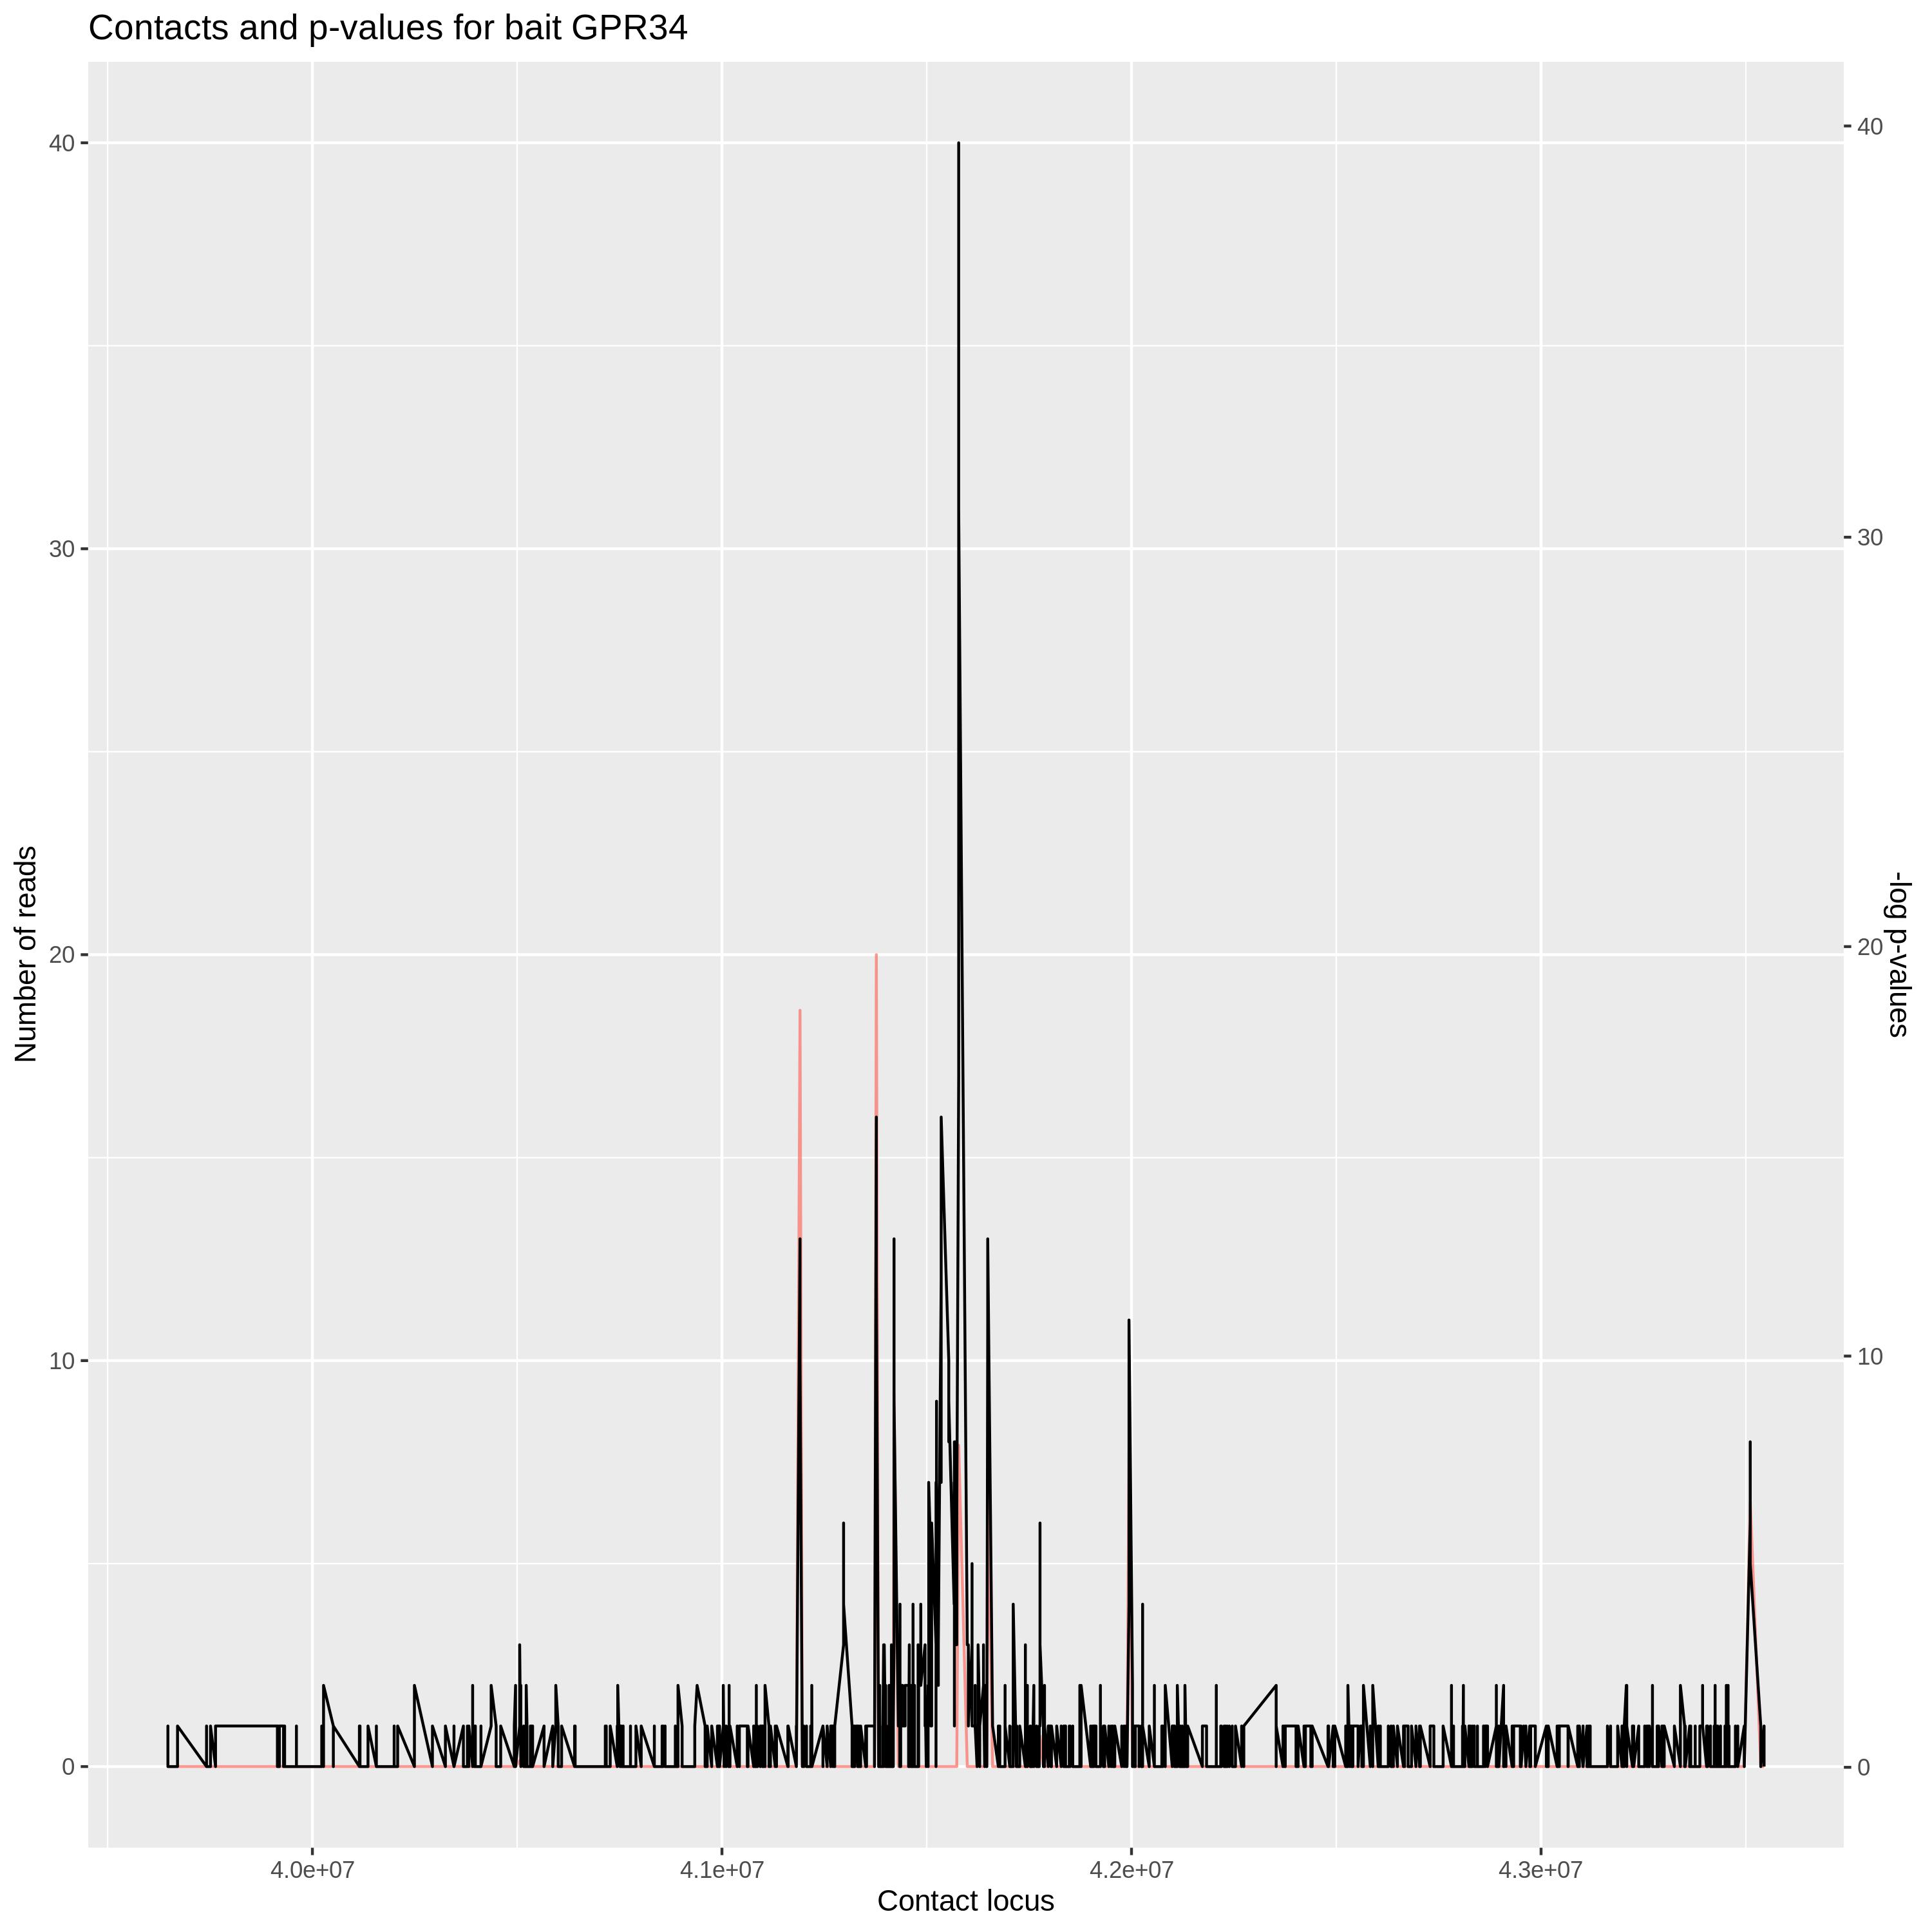 Contacts and p-values for bait GPR34
40
30
20
10
0
Number of reads
40
30
20
10
0
-log p-values
4.0e+07 4.1e+07 4.2e+07 4.3e+07
Contact locus